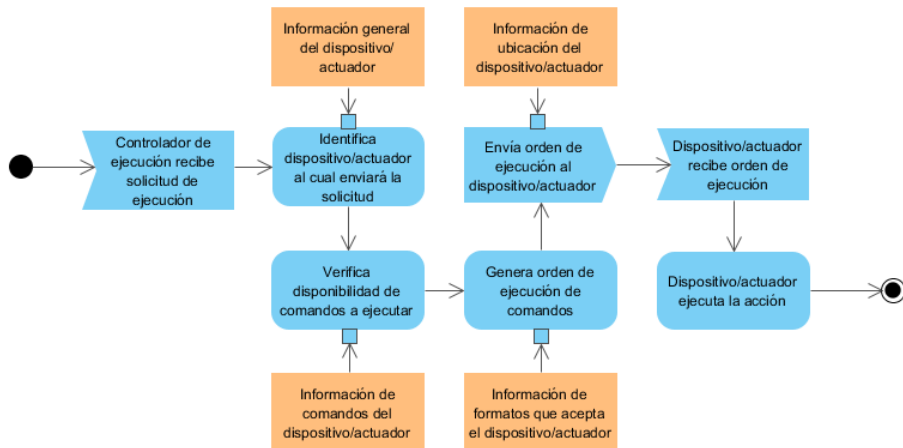 Información general
del dispositivo/
actuador
Información de
ubicación del
dispositivo/actuador
Controlador de
ejecución recibe
solicitud de
ejecución
Identifica
dispositivo/actuador
al cual enviará la
solicitud
Envía orden de
ejecución al
dispositivo/actuador
Dispositivo/actuador
recibe orden de
ejecución
Verifica
disponibilidad de
comandos a ejecutar
Genera orden de
ejecución de
comandos
Dispositivo/actuador
ejecuta la acción
Información de
comandos del
dispositivo/actuador
Información de
formatos que acepta
el dispositivo/actuador